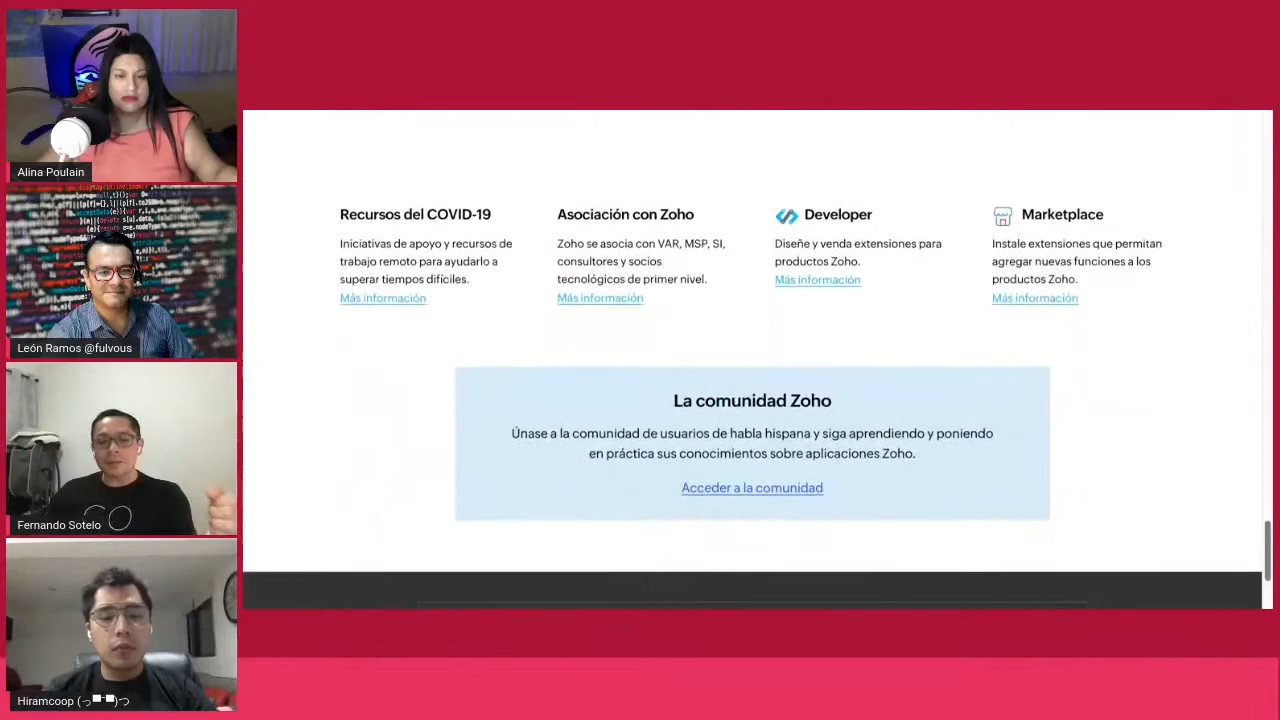 Alina Poulain
León Ramos @fulvous
Fernando Sotelo
Hiramcoop (っ▀¯▀)つ
Recursos del COVID-19
Iniciativas de apoyo y recursos de
trabajo remoto para ayudarlo a
superar tiempos difíciles.
Más información
Asociación con Zoho
Zoho se asocia con VAR, MSP, SI,
consultores y socios
tecnológicos de primer nivel.
Más información
Developer
Diseñe y venda extensiones para
productos Zoho.
Más información
Marketplace
Instale extensiones que permitan
agregar nuevas funciones a los
productos Zoho.
Más información
La comunidad Zoho
Únase a la comunidad de usuarios de habla hispana y siga aprendiendo y poniendo
en práctica sus conocimientos sobre aplicaciones Zoho.
Acceder a la comunidad